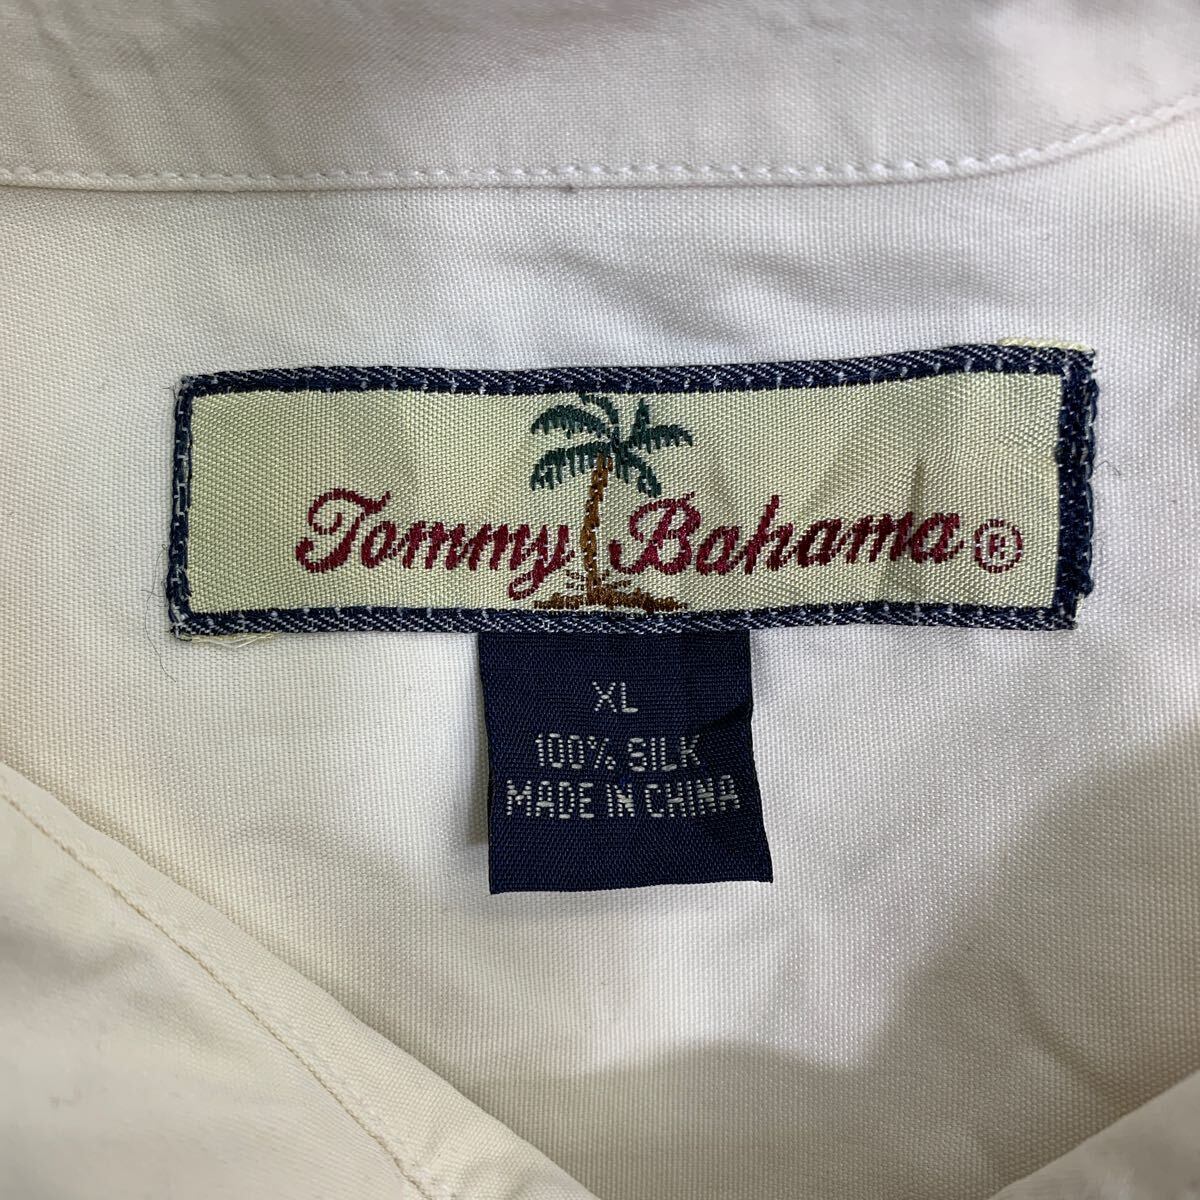 Tommy Bahama®
XL
100% SILK
MADE IN CHINA